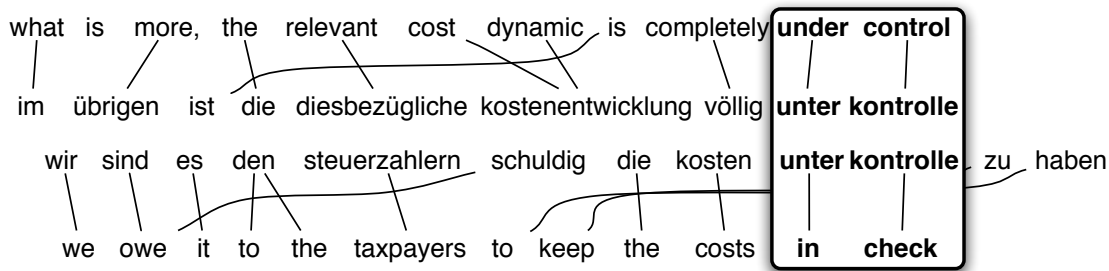 what is more, the relevant cost dynamic is completely under control
im übrigen ist die diesbezügliche kostenentwicklung völlig unter kontrolle
wir sind es den steuerzahlern schuldig die kosten unter kontrolle zu haben
we owe it to the taxpayers to keep the costs in check